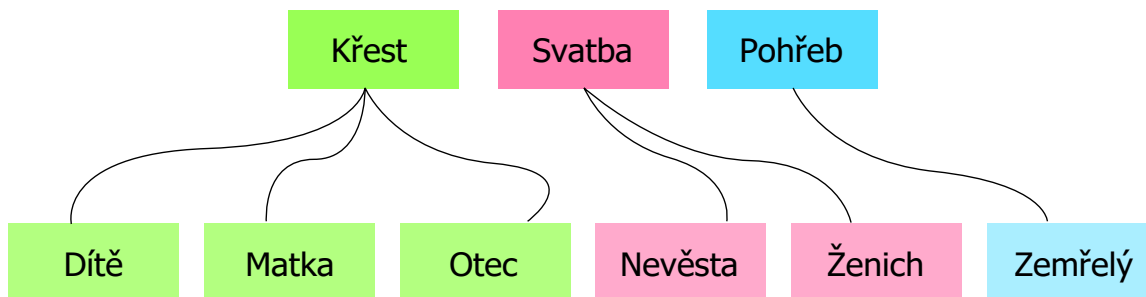 Křest Svatba Pohřeb
Dítě Matka Otec Nevěsta Ženich Zemřelý